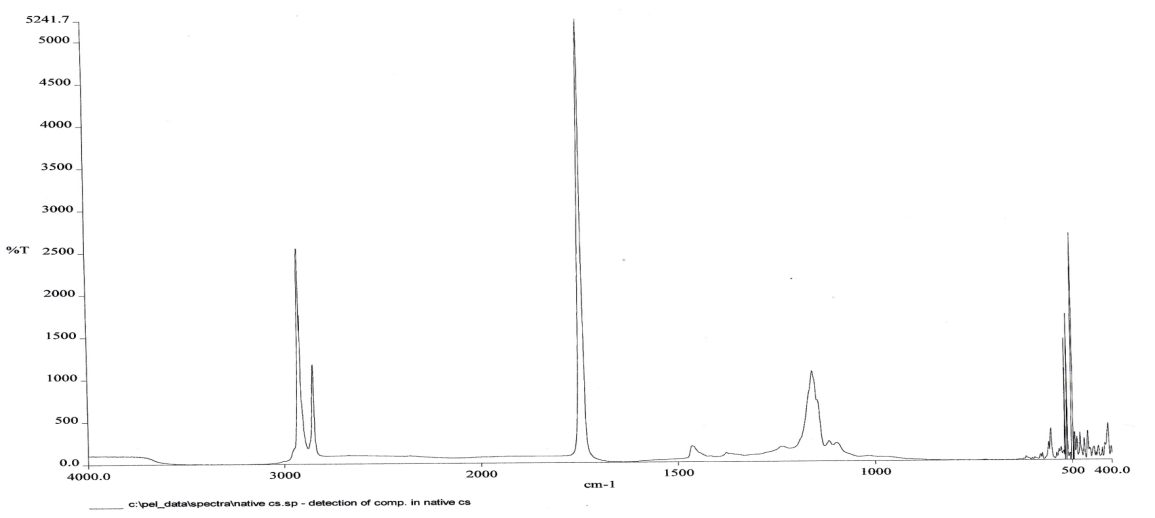 5241.7
5000
4500
4000
3500
3000
%T 2500
2000
1500
1000
500
0.0
4000.0 3000 2000 1500 1000 500 400.0
cm-1
c:\pel_data\spectra\native cs.sp - detection of comp. in native cs